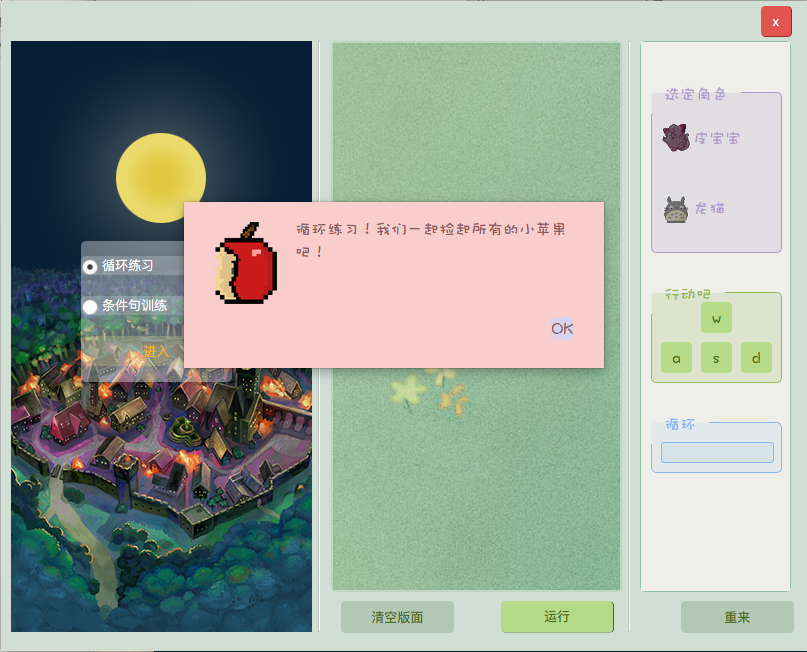 x
选定角色
皮宝宝
龙猫
循环练习！我们一起捡起所有的小苹果
吧！
OK
循环练习
条件句训练
进入
行动吧
w
a
s
d
循环
清空版面
运行
重来